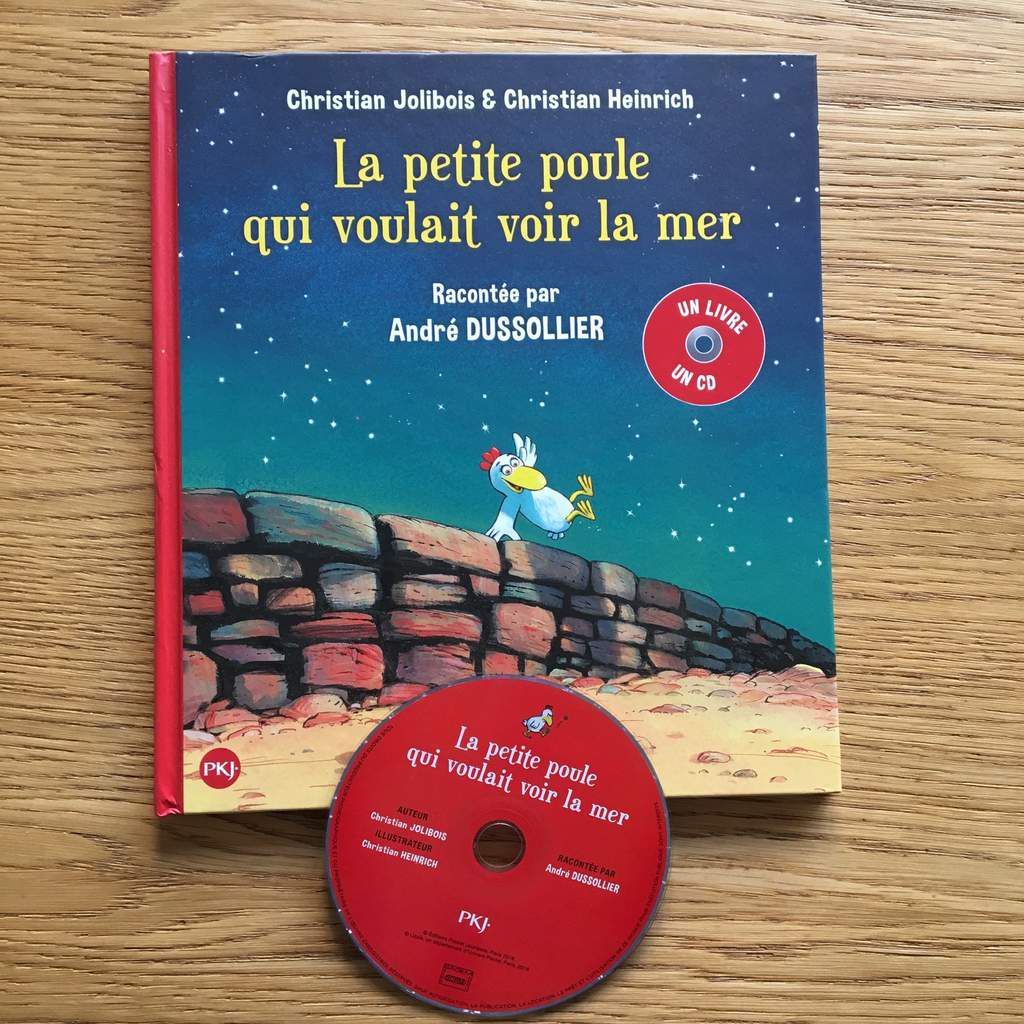 Christian Jolibois & Christian Heinrich
La petite poule
qui voulait voir la mer
Racontée par
André DUSSOLLIER
UN LIVRE
UN CD
PKJ·
La petite poule
qui voulait voir la mer
AUTEUR
Christian JOLIBOIS
ILLUSTRATEUR
Christian HEINRICH
RACONTÉE PAR
André DUSSOLLIER
PKJ·